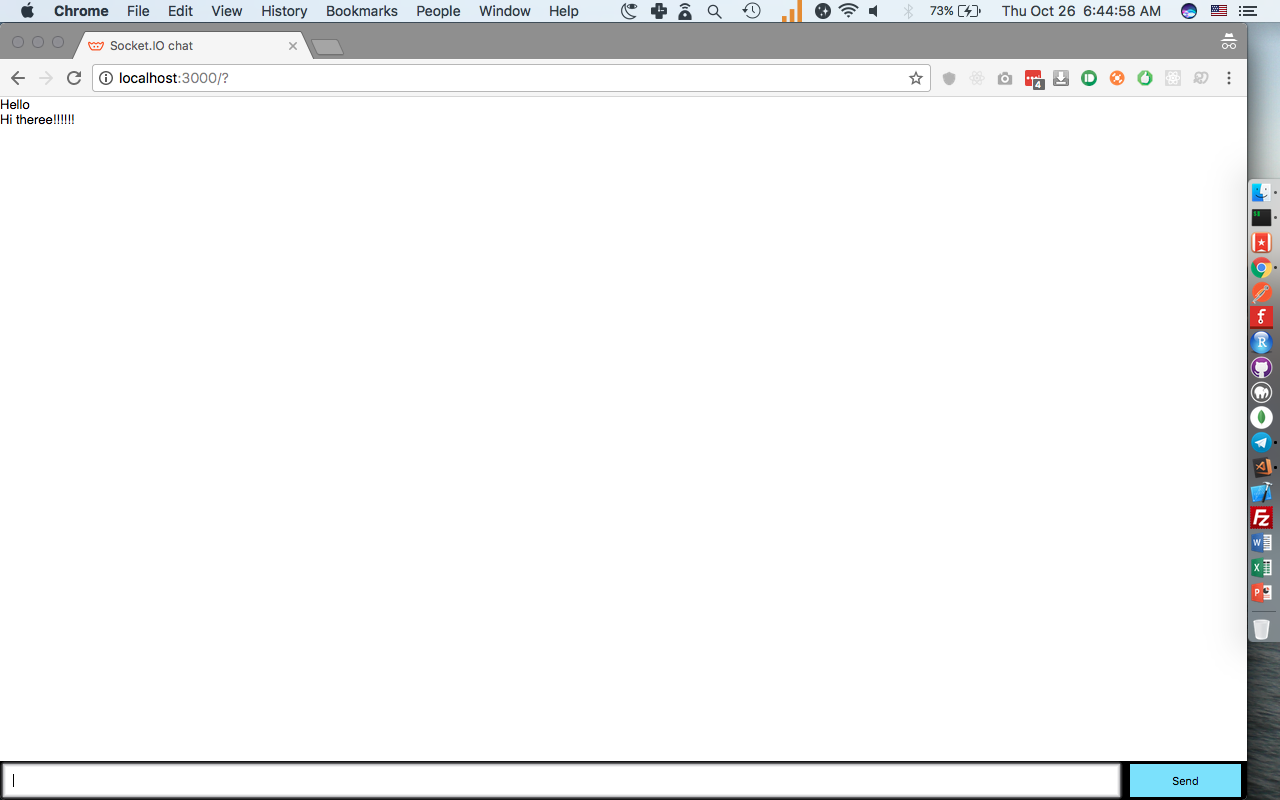 Chrome File Edit View History Bookmarks People Window Help 73% Thu Oct 26 6:44:58 AM
Socket.IO chat
localhost:3000/?
4
Hello
Hi theree!!!!!!
Send